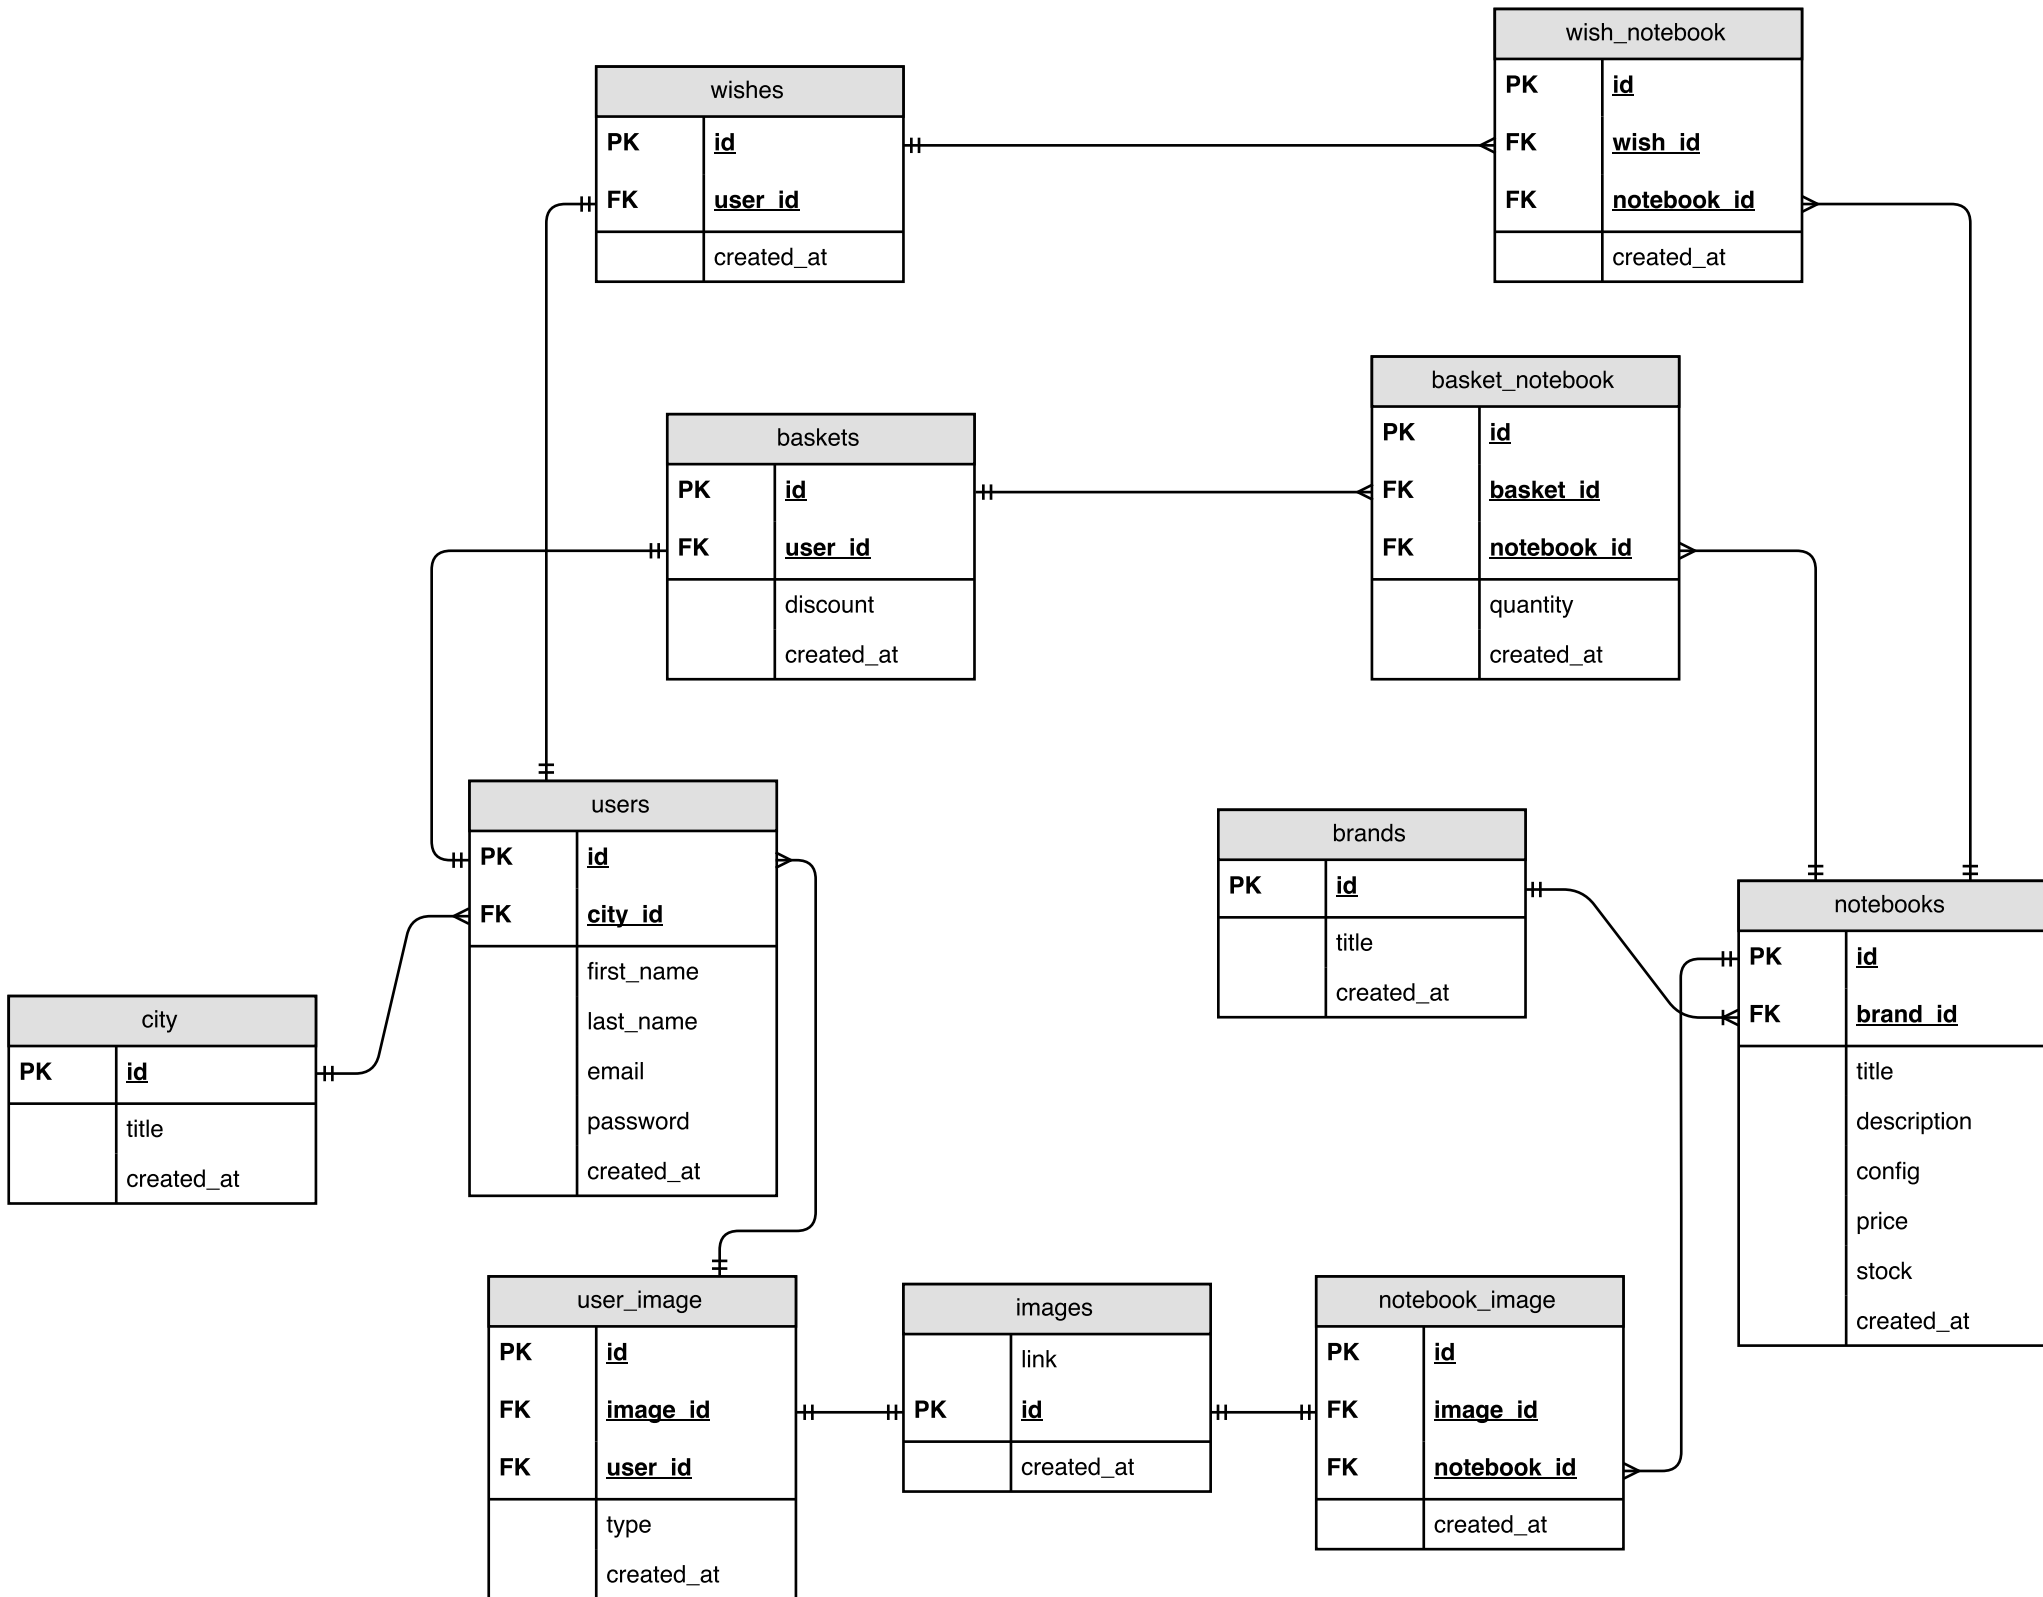 wish_notebook
PK id
FK wish_id
FK notebook_id
created_at
wishes
PK id
FK user_id
created_at
basket_notebook
PK id
FK basket_id
FK notebook_id
quantity
created_at
baskets
PK id
FK user_id
discount
created_at
users
PK id
FK city_id
first_name
last_name
email
password
created_at
brands
PK id
title
created_at
notebooks
PK id
FK brand_id
title
description
config
price
stock
created_at
city
PK id
title
created_at
user_image
PK id
FK image_id
FK user_id
type
created_at
images
link
PK id
created_at
notebook_image
PK id
FK image_id
FK notebook_id
created_at